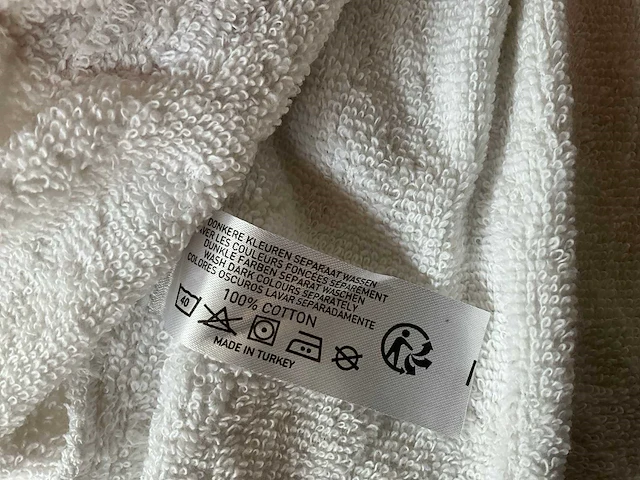 DONKERE KLEUREN SEPARAAT WASSEN
LAVER LES COULEURS FONCÉES SÉPARÉMENT
DUNKLE FARBEN SEPARAT WASCHEN
WASH DARK COLOURS SEPARATELY
COLORES OSCUROS LAVAR SEPARADAMENTE
100% COTTON
40
MADE IN TURKEY